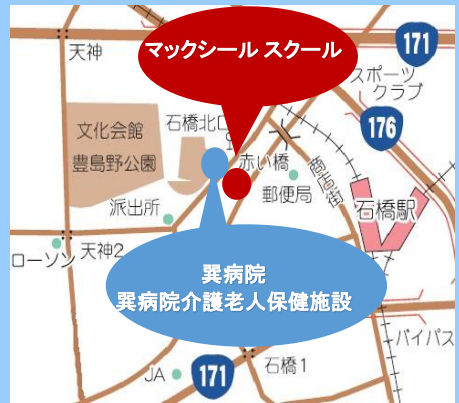 マックシール スクール
171
天神
スポーツ
クラブ
176
文化会館
豊島野公園
石橋北口
赤い橋
商店街
郵便局
石橋駅
派出所
ローソン
天神2
巽病院
巽病院介護老人保健施設
バイパス
石橋1
JA
171